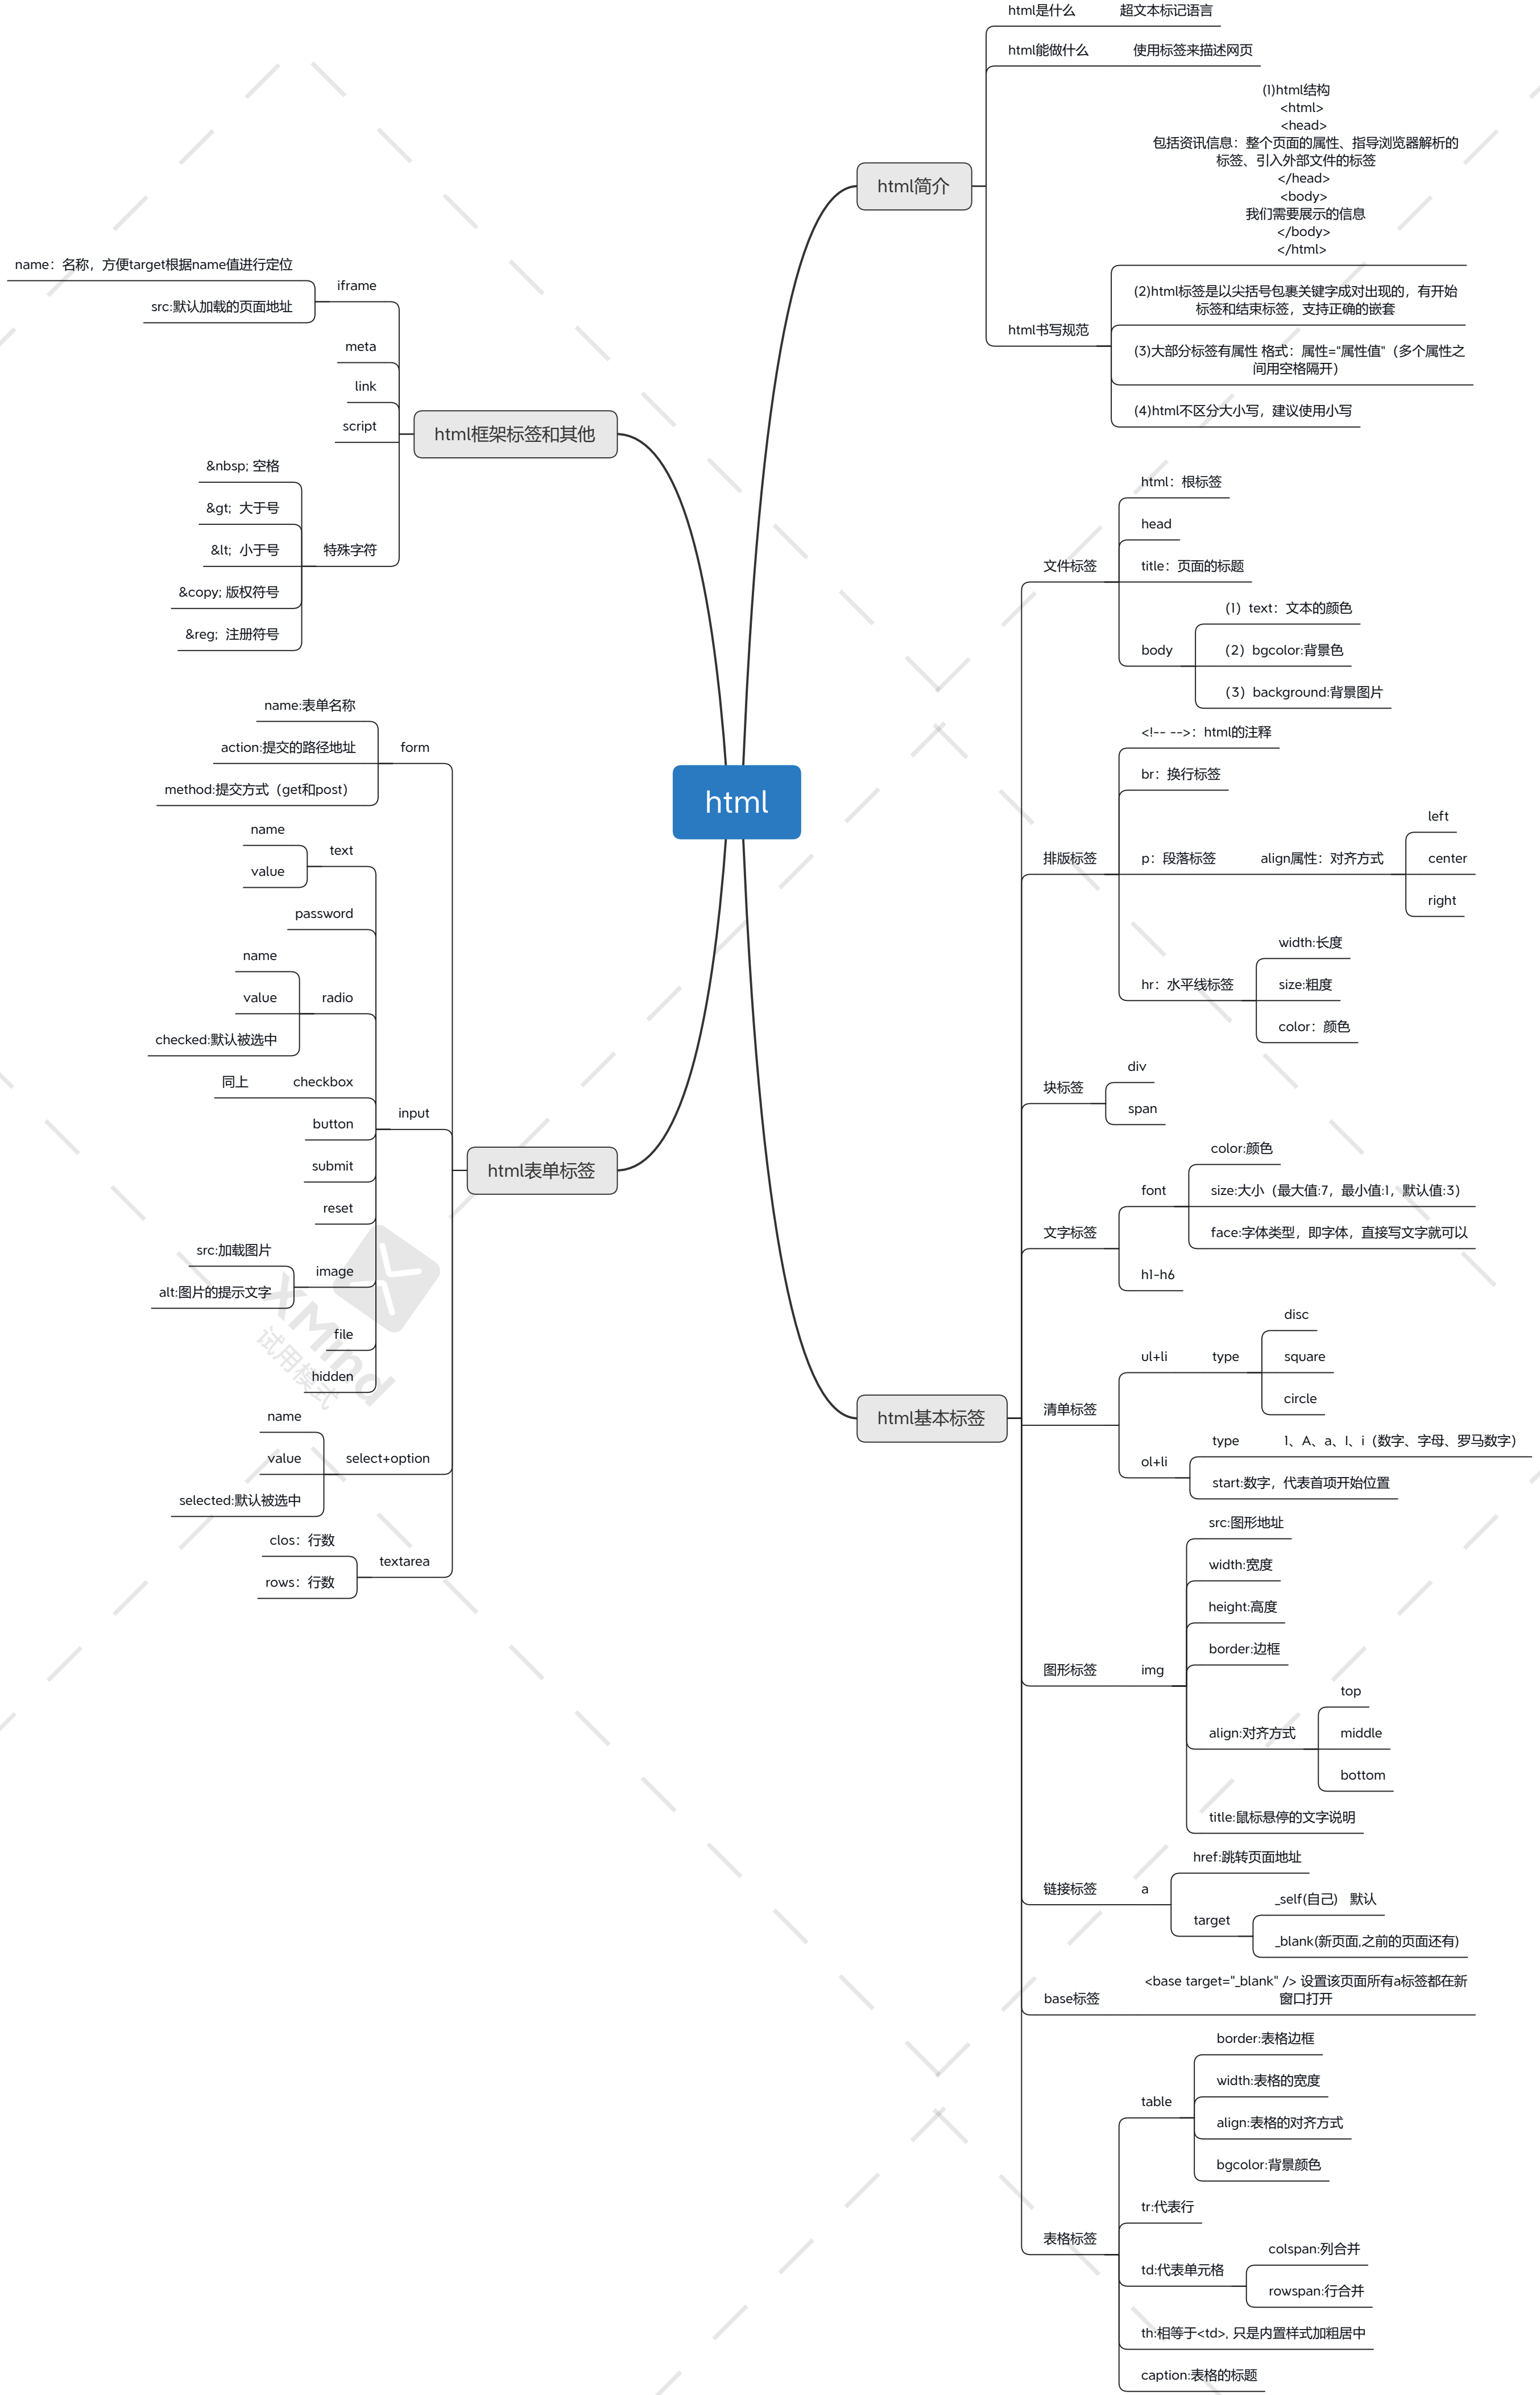 html
html简介
html是什么
超文本标记语言
html能做什么
使用标签来描述网页
html书写规范
(1)html结构
<html>
<head>
包括资讯信息：整个页面的属性、指导浏览器解析的
标签、引入外部文件的标签
</head>
<body>
我们需要展示的信息
</body>
</html>
(2)html标签是以尖括号包裹关键字成对出现的，有开始
标签和结束标签，支持正确的嵌套
(3)大部分标签有属性 格式：属性="属性值"（多个属性之
间用空格隔开）
(4)html不区分大小写，建议使用小写
html基本标签
文件标签
html：根标签
head
title：页面的标题
body
（1）text：文本的颜色
（2）bgcolor:背景色
（3）background:背景图片
排版标签
<!-- -->：html的注释
br：换行标签
p：段落标签
align属性：对齐方式
left
center
right
hr：水平线标签
width:长度
size:粗度
color：颜色
块标签
div
span
文字标签
font
color:颜色
size:大小（最大值:7，最小值:1，默认值:3）
face:字体类型，即字体，直接写文字就可以
h1-h6
清单标签
ul+li
type
disc
square
circle
ol+li
type
1、A、a、I、i（数字、字母、罗马数字）
start:数字，代表首项开始位置
图形标签
img
src:图形地址
width:宽度
height:高度
border:边框
align:对齐方式
top
middle
bottom
title:鼠标悬停的文字说明
链接标签
a
href:跳转页面地址
target
_self(自己) 默认
_blank(新页面,之前的页面还有)
base标签
<base target="_blank" /> 设置该页面所有a标签都在新
窗口打开
表格标签
table
border:表格边框
width:表格的宽度
align:表格的对齐方式
bgcolor:背景颜色
tr:代表行
td:代表单元格
colspan:列合并
rowspan:行合并
th:相等于<td>, 只是内置样式加粗居中
caption:表格的标题
html框架标签和其他
iframe
name：名称，方便target根据name值进行定位
src:默认加载的页面地址
meta
link
script
特殊字符
&nbsp; 空格
&gt; 大于号
&lt; 小于号
&copy; 版权符号
&reg; 注册符号
html表单标签
form
name:表单名称
action:提交的路径地址
method:提交方式（get和post）
input
text
name
value
password
radio
name
value
checked:默认被选中
checkbox
同上
button
submit
reset
image
src:加载图片
alt:图片的提示文字
file
hidden
select+option
name
value
selected:默认被选中
textarea
clos：行数
rows：行数
XMind
试用模式